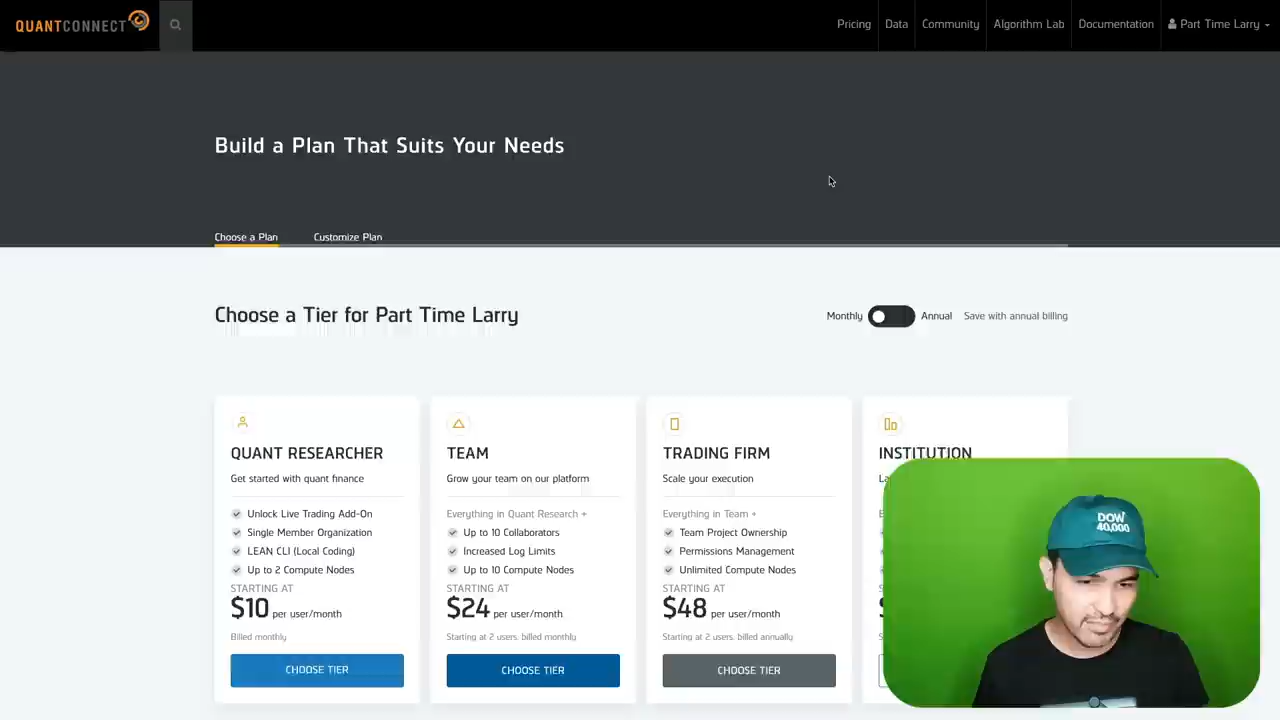 QUANTCONNECT
Pricing
Data
Community
Algorithm Lab
Documentation
Part Time Larry
Build a Plan That Suits Your Needs
Choose a Plan
Customize Plan
Choose a Tier for Part Time Larry
Monthly
Annual
Save with annual billing
QUANT RESEARCHER
Get started with quant finance
Unlock Live Trading Add-On
Single Member Organization
LEAN CLI (Local Coding)
Up to 2 Compute Nodes
STARTING AT
$10 per user/month
Billed monthly
CHOOSE TIER
TEAM
Grow your team on our platform
Everything in Quant Research +
Up to 10 Collaborators
Increased Log Limits
Up to 10 Compute Nodes
STARTING AT
$24 per user/month
Starting at 2 users, billed monthly
CHOOSE TIER
TRADING FIRM
Scale your execution
Everything in Team +
Team Project Ownership
Permissions Management
Unlimited Compute Nodes
STARTING AT
$48 per user/month
Starting at 2 users, billed annually
CHOOSE TIER
INSTITUTION
DOW
40,000